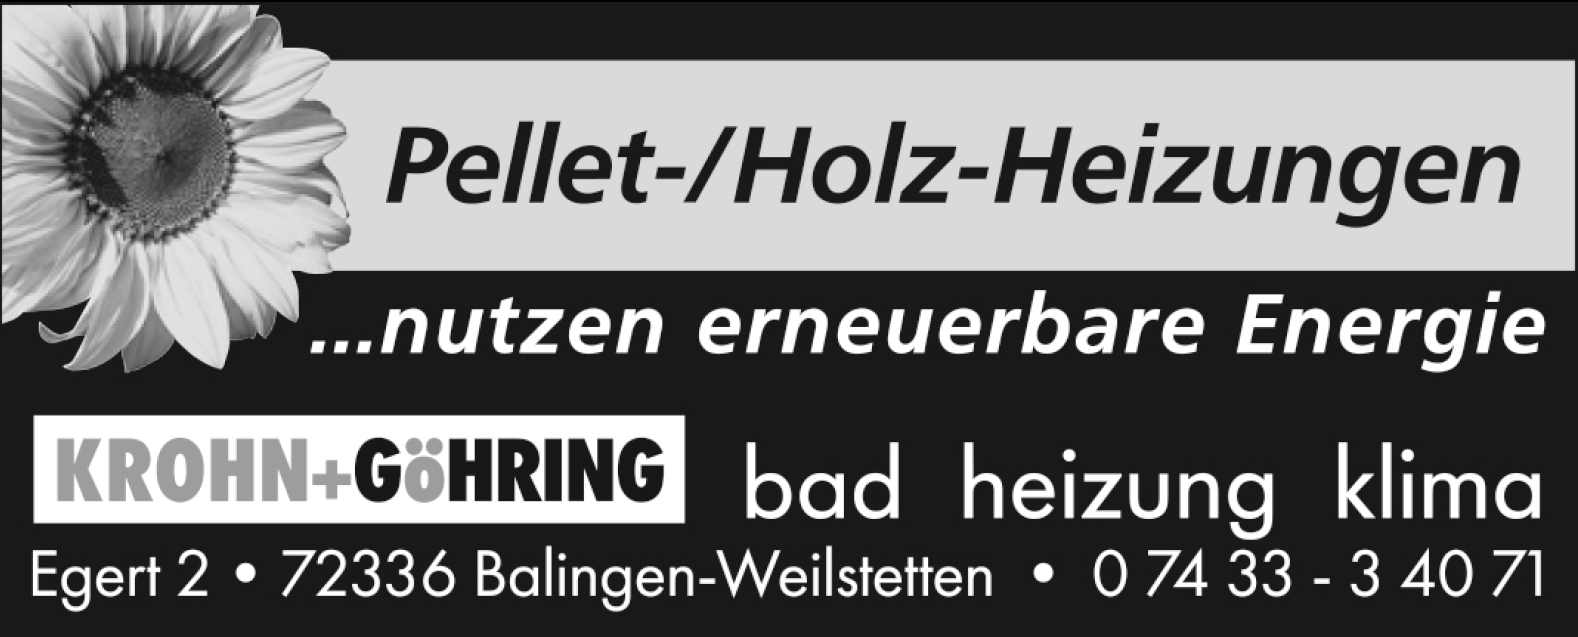 Pellet-/Holz-Heizungen
...nutzen erneuerbare Energie
KROHN+GöHRING bad heizung klima
Egert 2 • 72336 Balingen-Weilstetten • 0 74 33 - 3 40 71